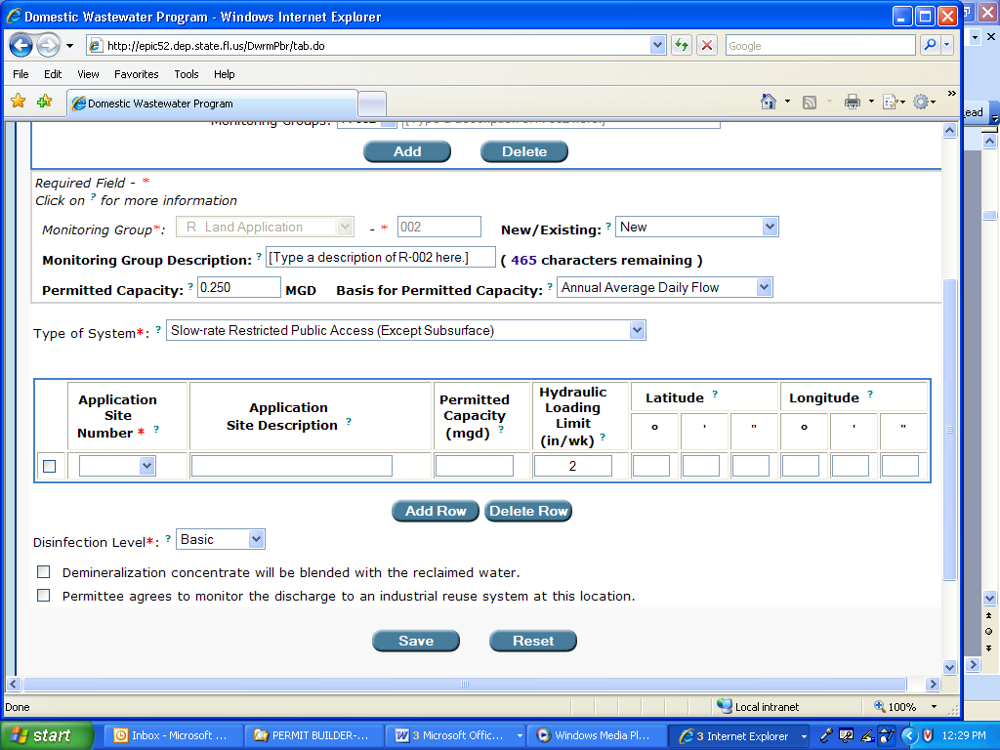 Domestic Wastewater Program - Windows Internet Explorer
http://epic52.dep.state.fl.us/DwrmPbr/tab.do
Google
File Edit View Favorites Tools Help
Domestic Wastewater Program
»
ead
Monitoring Groups:
Add Delete
Required Field - *
Click on ? for more information
Monitoring Group*: R Land Application - * 002 New/Existing: ? New
Monitoring Group Description: ? [Type a description of R-002 here.] ( 465 characters remaining )
Permitted Capacity: ? 0.250 MGD Basis for Permitted Capacity: ? Annual Average Daily Flow
Type of System*: ? Slow-rate Restricted Public Access (Except Subsurface)
Application Site Number * ? Application Site Description ? Permitted Capacity (mgd) ? Hydraulic Loading Limit (in/wk) ? Latitude ? Longitude ?
o ' " o ' "
2
Add Row Delete Row
Disinfection Level*: ? Basic
Demineralization concentrate will be blended with the reclaimed water.
Permittee agrees to monitor the discharge to an industrial reuse system at this location.
Save Reset
Done Local intranet 100%
start Inbox - Microsoft ... PERMIT BUILDER-... 3 Microsoft Offic... Windows Media Pl... 3 Internet Explorer 12:29 PM